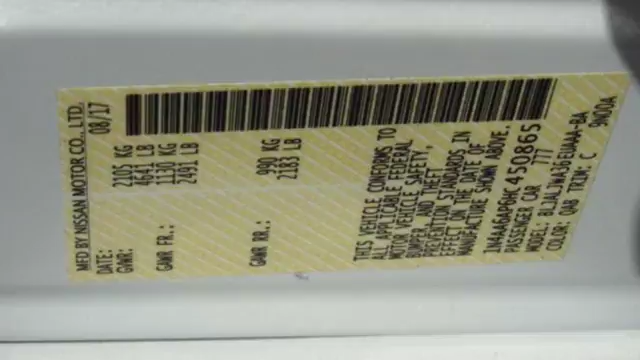 MFD BY NISSAN MOTOR CO., LTD.
DATE: 08/17
GVWR: 2105 KG
4641 LB
GAWR FR.: 1130 KG
2491 LB
GAWR RR.: 990 KG
2183 LB
THIS VEHICLE CONFORMS TO
ALL APPLICABLE FEDERAL
MOTOR VEHICLE SAFETY,
BUMPER, AND THEFT
PREVENTION STANDARDS IN
EFFECT ON THE DATE OF
MANUFACTURE SHOWN ABOVE.
1N4AA6AP6HC450865
PASSENGER CAR 777
MODEL: BLJALJWA36EUAAA-BA
COLOR: QAB TRIM: C 9N00A